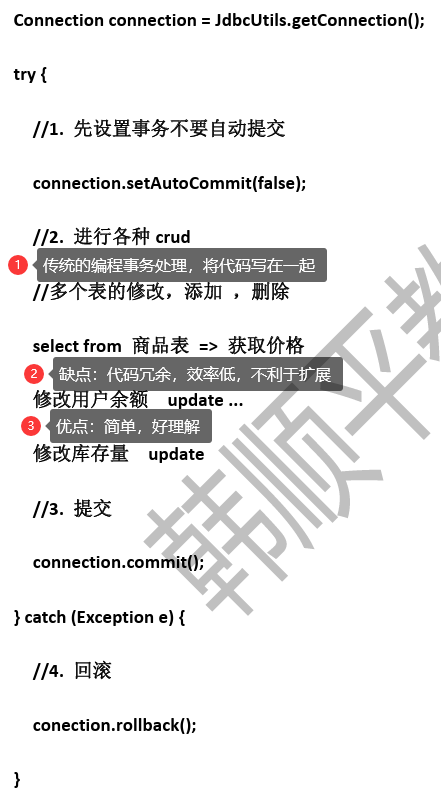 Connection connection = JdbcUtils.getConnection();
try {
//1. 先设置事务不要自动提交
connection.setAutoCommit(false);
//2. 进行各种 crud
1 传统的编程事务处理，将代码写在一起
//多个表的修改，添加 ，删除
select from 商品表 => 获取价格
2 缺点：代码冗余，效率低，不利于扩展
修改用户余额 update ...
3 优点：简单，好理解
修改库存量 update
//3. 提交
connection.commit();
} catch (Exception e) {
//4. 回滚
conection.rollback();
}
韩顺平教